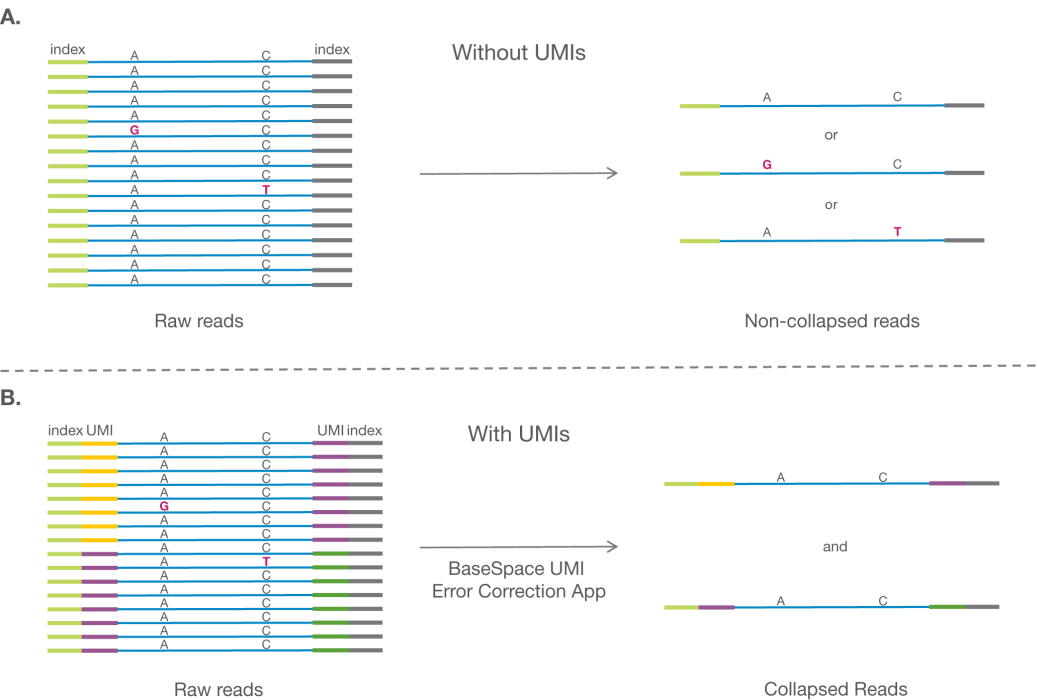 A.
index index
A C
A C
A C
A C
A C
G C
A C
A C
A C
A T
A C
A C
A C
A C
A C
A C
Raw reads
Without UMIs
A C
or
G C
or
A T
Non-collapsed reads
B.
index UMI UMI index
A C
A C
A C
A C
A C
G C
A C
A C
A C
A T
A C
A C
A C
A C
A C
A C
Raw reads
With UMIs
BaseSpace UMI
Error Correction App
A C
and
A C
Collapsed Reads